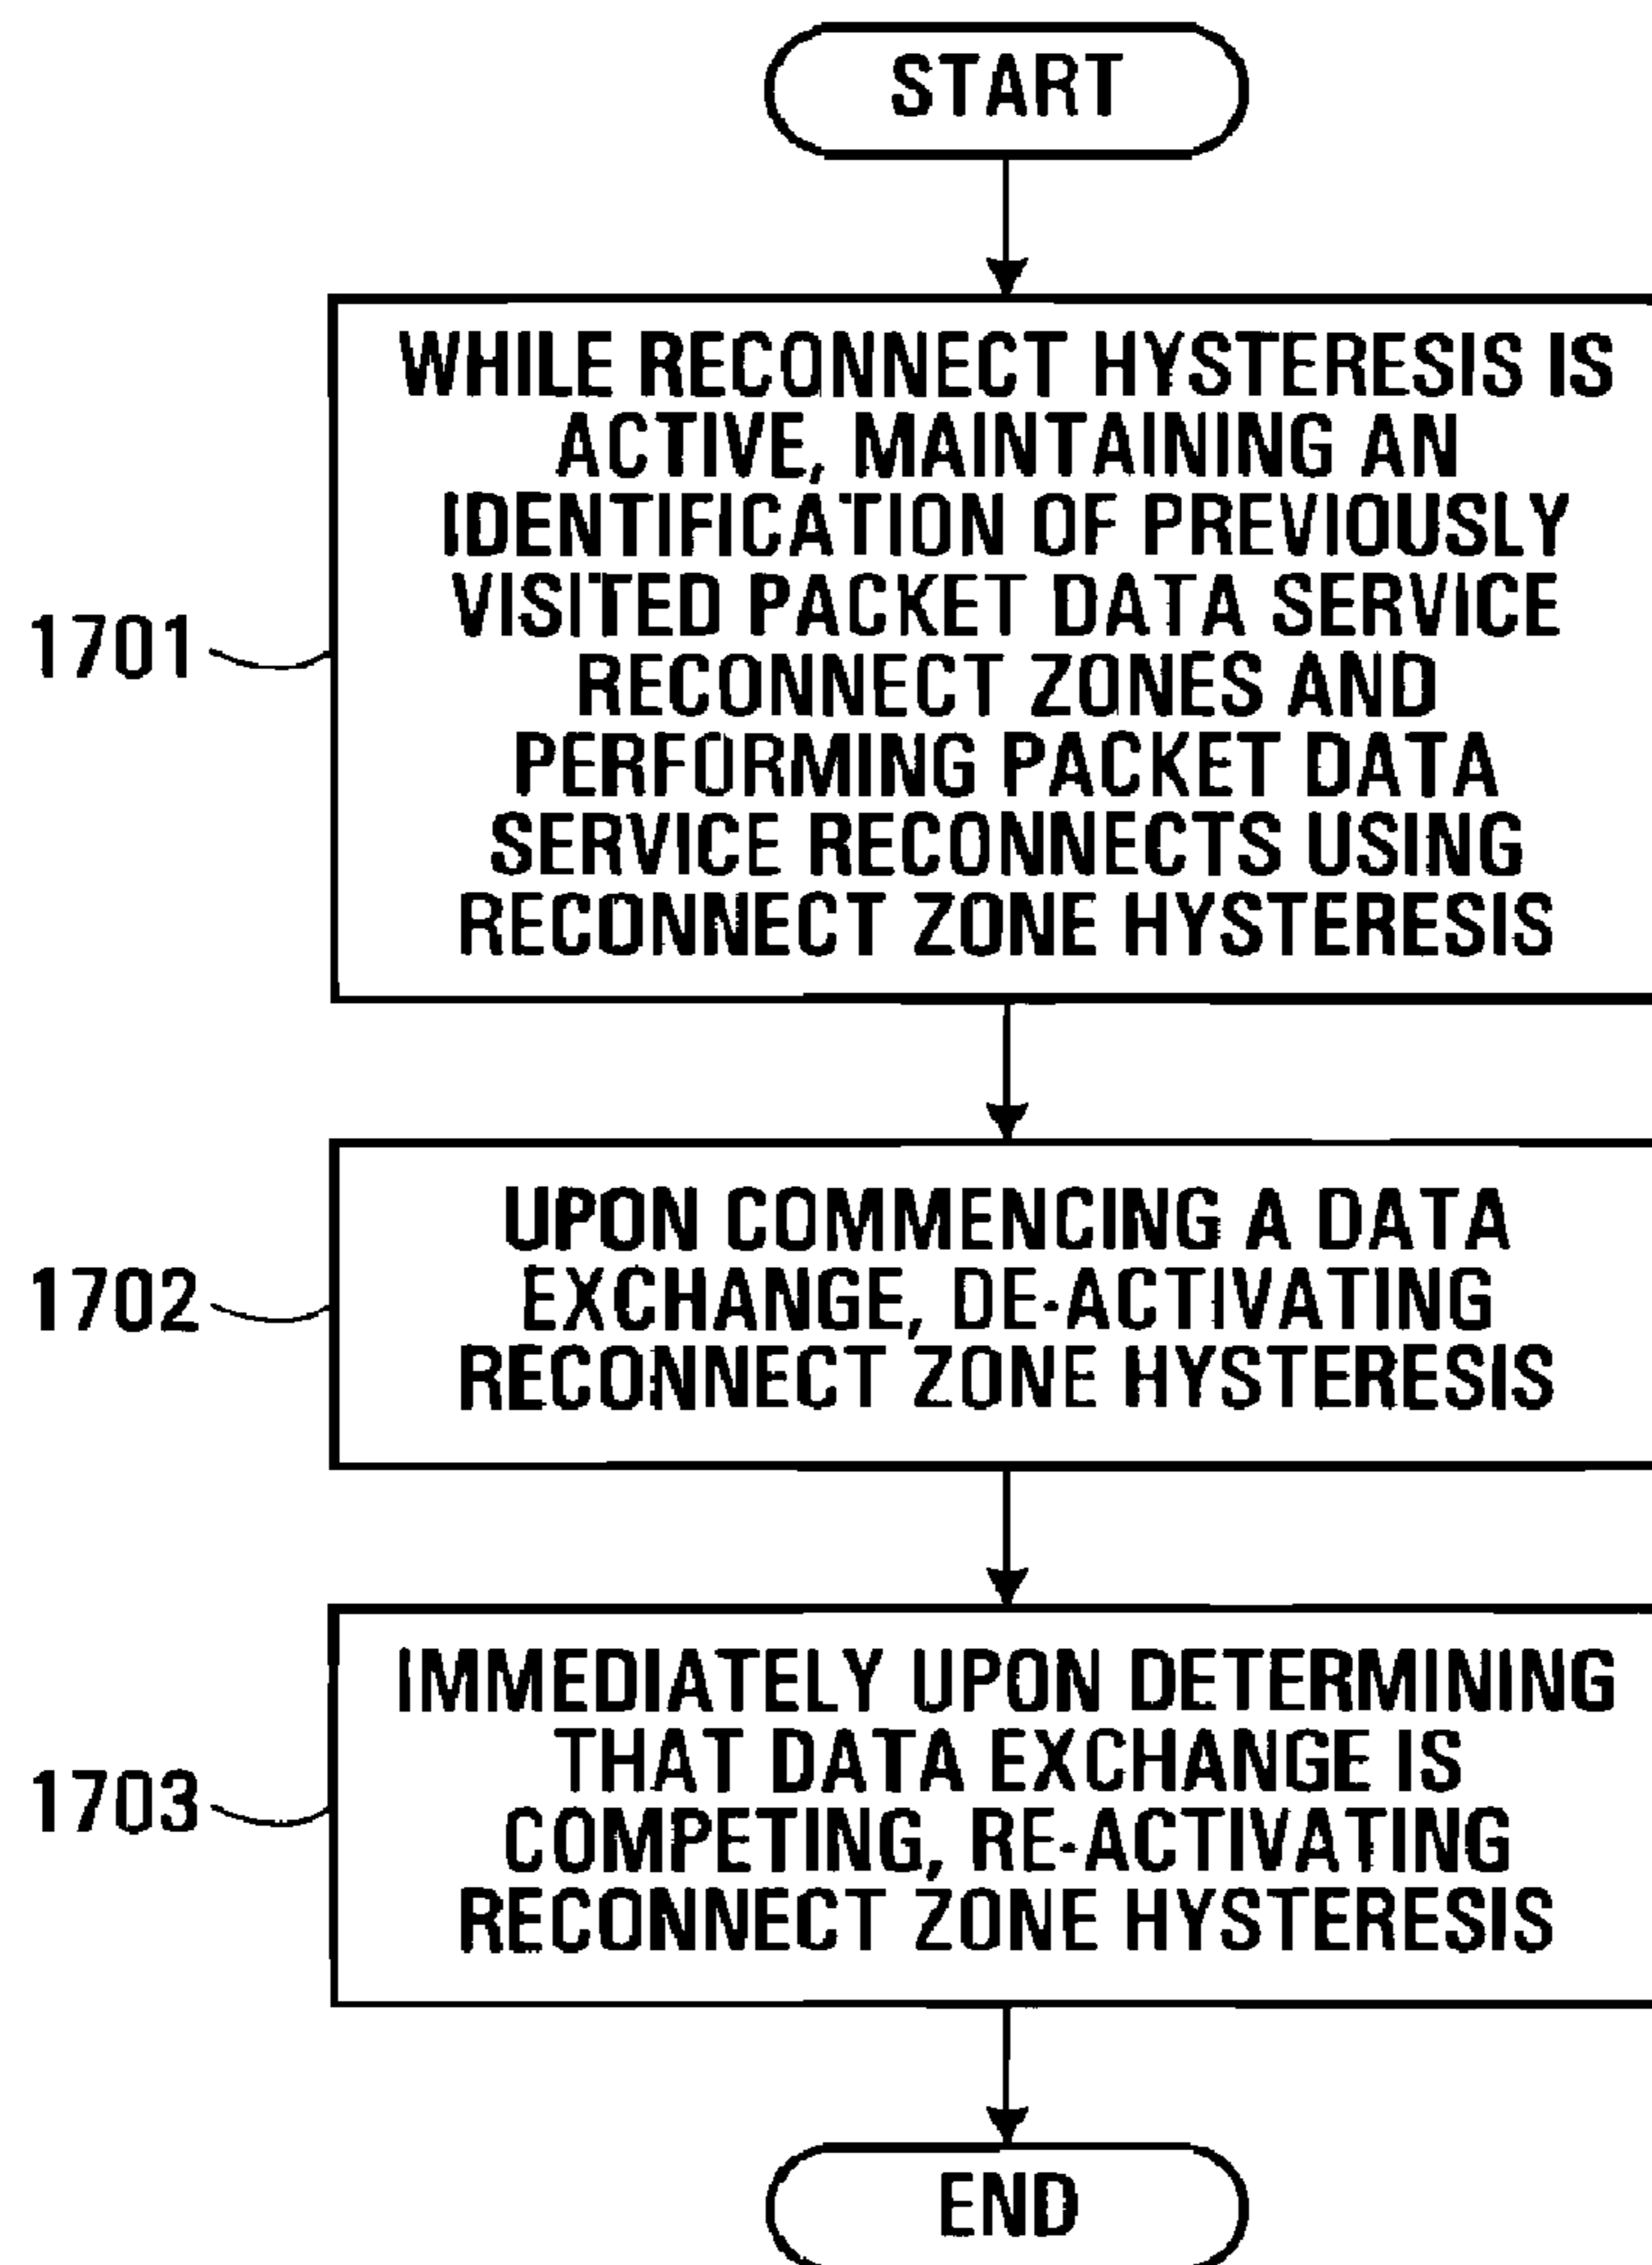 START
WHILE RECONNECT HYSTERESIS IS
ACTIVE, MAINTAINING AN
IDENTIFICATION OF PREVIOUSLY
VISITED PACKET DATA SERVICE
RECONNECT ZONES AND
PERFORMING PACKET DATA
SERVICE RECONNECTS USING
RECONNECT ZONE HYSTERESIS
1701
UPON COMMENCING A DATA
EXCHANGE, DE-ACTIVATING
RECONNECT ZONE HYSTERESIS
1702
IMMEDIATELY UPON DETERMINING
THAT DATA EXCHANGE IS
COMPETING, RE-ACTIVATING
RECONNECT ZONE HYSTERESIS
1703
END